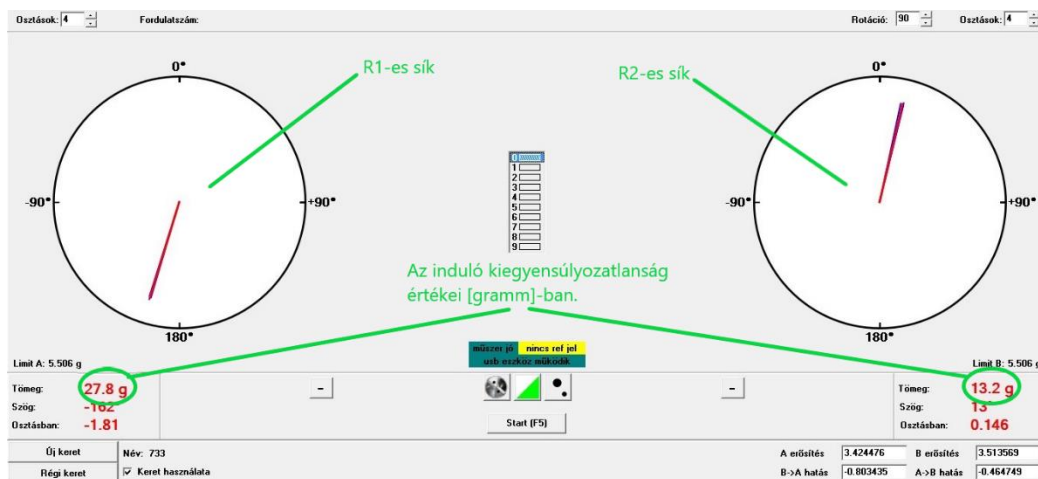 Osztások: 4 Fordulatszám: Rotáció: 90 Osztások: 4
0°
0°
R1-es sík
R2-es sík
-90°
+90°
-90°
+90°
0
1
2
3
4
5
6
7
8
9
Az induló kiegyensúlyozatlanság
értékei [gramm]-ban.
180°
180°
műszer jó nincs ref jel
usb eszköz működik
Limit A: 5.506 g
Limit B: 5.506 g
Tömeg: 27.8 g
Szög: -162°
Osztásban: -1.81
-
-
Start (F5)
Tömeg: 13.2 g
Szög: 13°
Osztásban: 0.146
Új keret
Régi keret
Név: 733
Keret használata
A erősítés 3.424476 B erősítés 3.513569
B->A hatás -0.803435 A->B hatás -0.464749